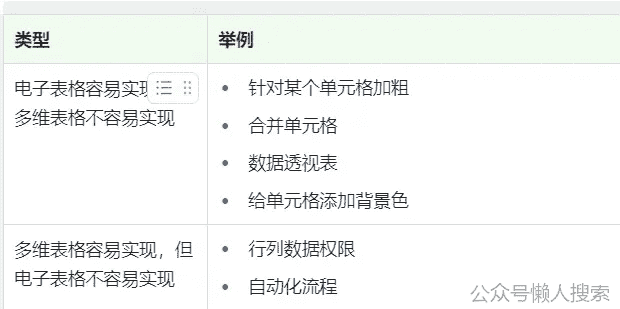 类型
举例
电子表格容易实现
多维表格不容易实现
针对某个单元格加粗
合并单元格
数据透视表
给单元格添加背景色
多维表格容易实现，但
电子表格不容易实现
行列数据权限
自动化流程
公众号懒人搜索